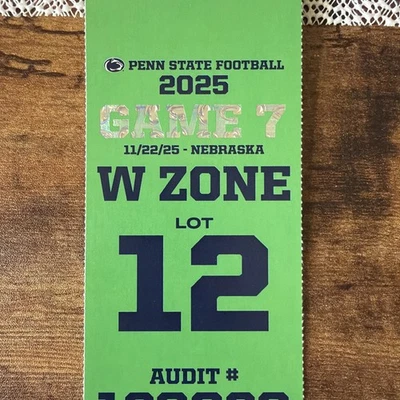 PENN STATE FOOTBALL
2025
GAME 7
11/22/25 - NEBRASKA
W ZONE
LOT
12
AUDIT #